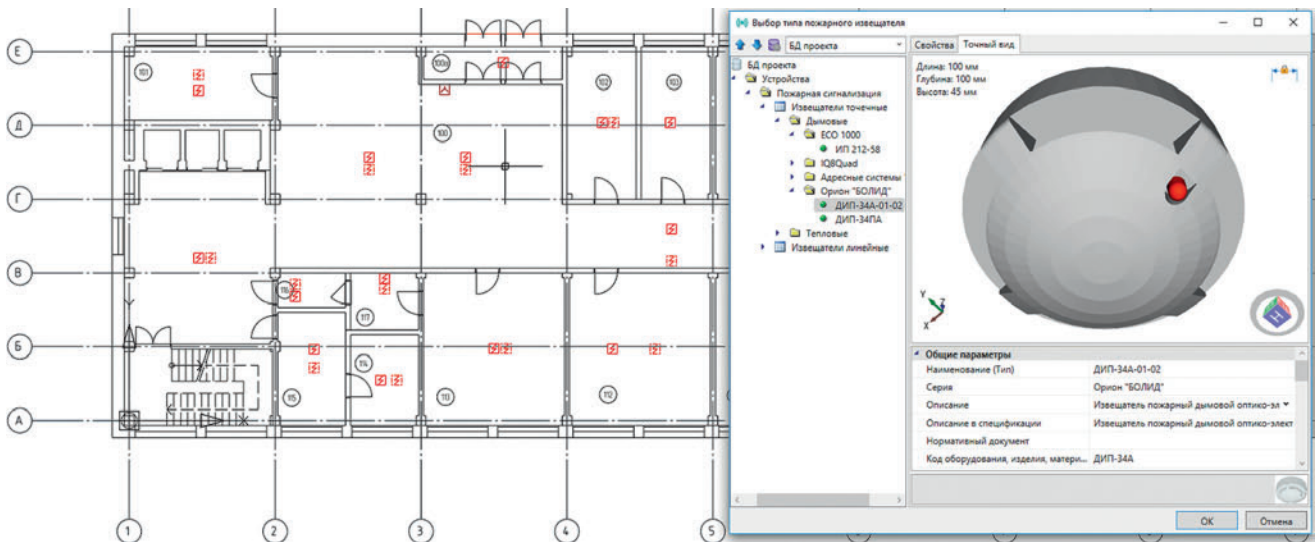 Е
Д
Г
В
Б
А
1
2
3
4
5
101
100а
102
103
100
116
117
115
114
113
112
Выбор типа пожарного извещателя
БД проекта
Свойства
Точный вид
БД проекта
Устройства
Пожарная сигнализация
Извещатели точечные
Дымовые
ECO 1000
ИП 212-58
IQ8Quad
Адресные системы
Орион "БОЛИД"
ДИП-34А-01-02
ДИП-34ПА
Тепловые
Извещатели линейные
Длина: 100 мм
Глубина: 100 мм
Высота: 45 мм
Y
Z
X
Н
Общие параметры
Наименование (Тип) ДИП-34А-01-02
Серия Орион "БОЛИД"
Описание Извещатель пожарный дымовой оптико-эл
Описание в спецификации Извещатель пожарный дымовой оптико-элект
Нормативный документ
Код оборудования, изделия, матери... ДИП-34А
ОК
Отмена